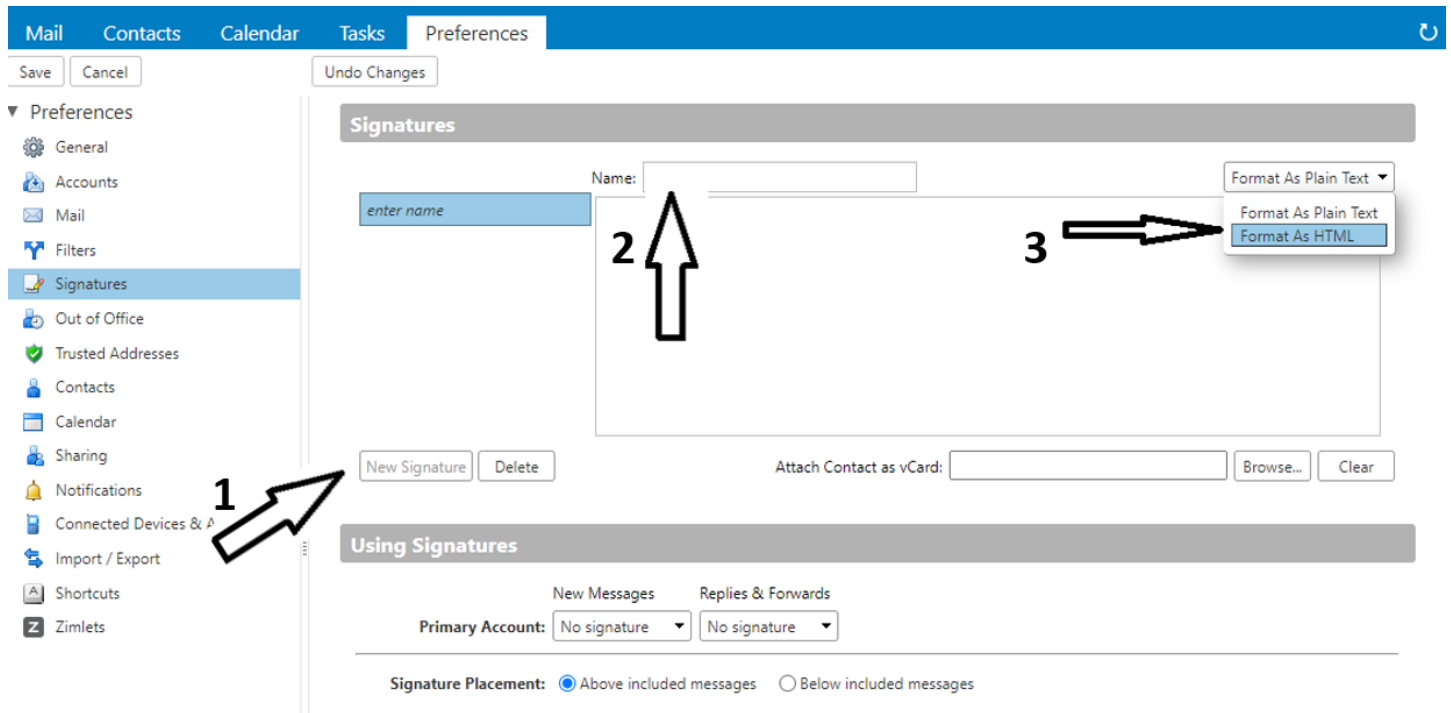 Mail Contacts Calendar Tasks Preferences
Save Cancel Undo Changes
Preferences
General
Accounts
Mail
Filters
Signatures
Out of Office
Trusted Addresses
Contacts
Calendar
Sharing
Notifications
Connected Devices & A
Import / Export
Shortcuts
Zimlets
Signatures
Name: Format As Plain Text
enter name
Format As Plain Text
Format As HTML
2
3
New Signature Delete Attach Contact as vCard: Browse... Clear
1
Using Signatures
New Messages Replies & Forwards
Primary Account: No signature No signature
Signature Placement: Above included messages Below included messages